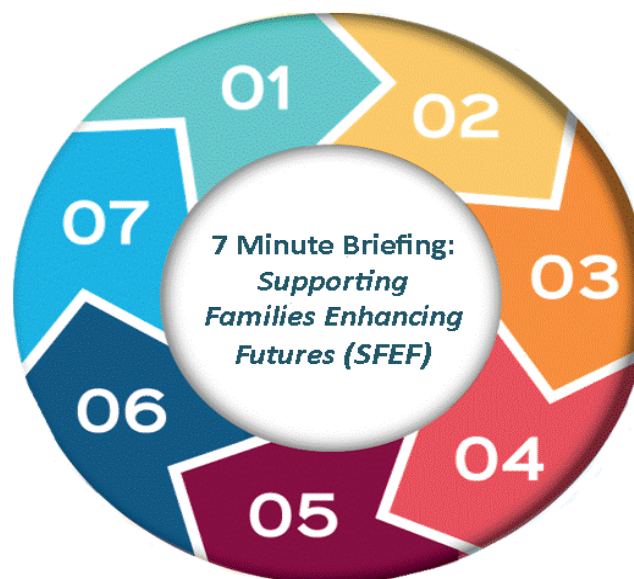 01
02
03
04
05
06
07
7 Minute Briefing:
Supporting
Families Enhancing
Futures (SFEF)